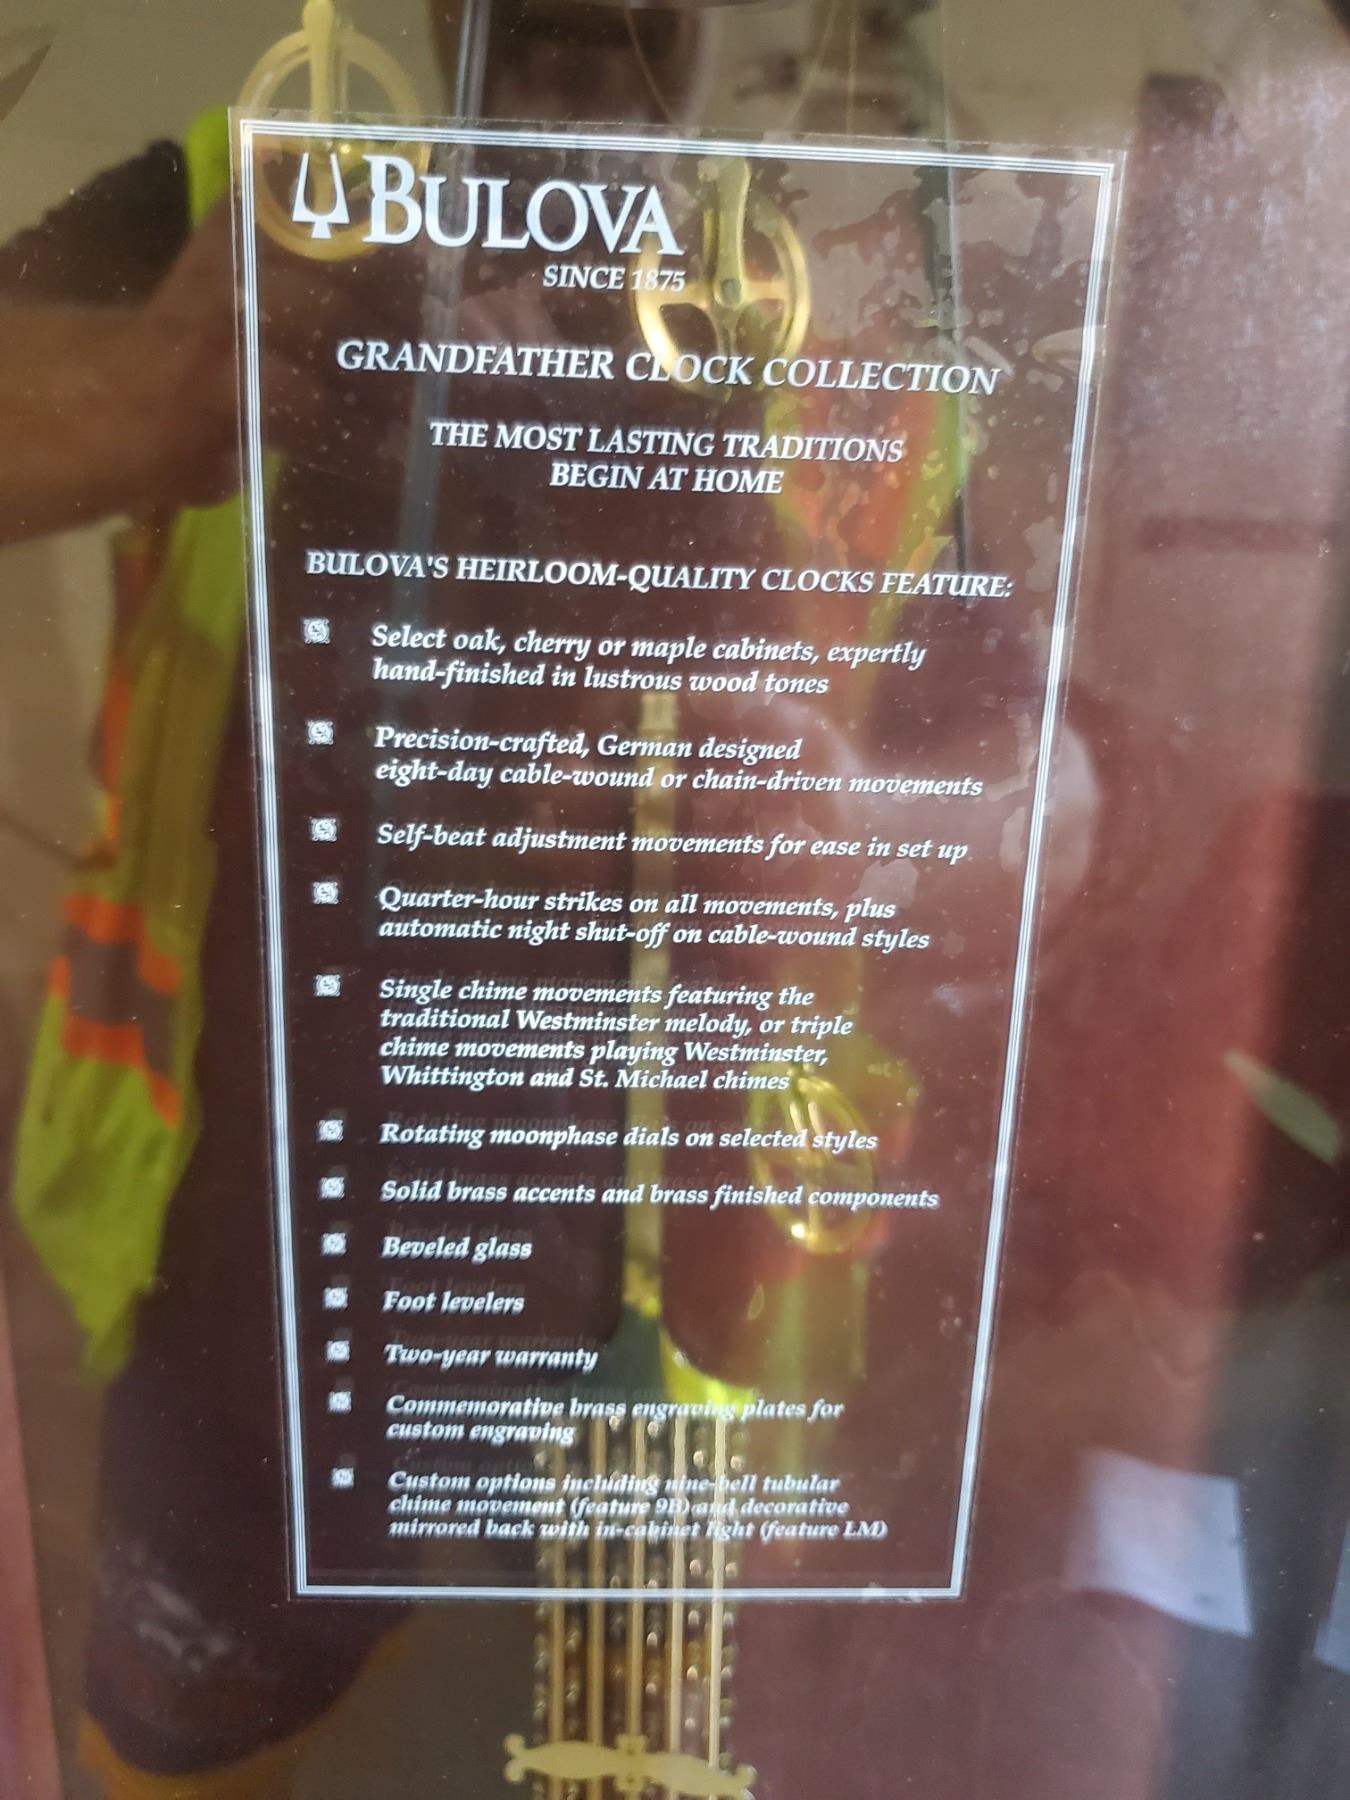 BULOVA
SINCE 1875
GRANDFATHER CLOCK COLLECTION
THE MOST LASTING TRADITIONS
BEGIN AT HOME
BULOVA'S HEIRLOOM-QUALITY CLOCKS FEATURE:
Select oak, cherry or maple cabinets, expertly
hand-finished in lustrous wood tones
Precision-crafted, German designed
eight-day cable-wound or chain-driven movements
Self-beat adjustment movements for ease in set up
Quarter-hour strikes on all movements, plus
automatic night shut-off on cable-wound styles
Single chime movements featuring the
traditional Westminster melody, or triple
chime movements playing Westminster,
Whittington and St. Michael chimes
Rotating moonphase dials on selected styles
Solid brass accents and brass finished components
Beveled glass
Foot levelers
Two-year warranty
Commemorative brass engraving plates for
custom engraving
Custom options including nine-bell tubular
chime movement (feature 9B) and decorative
mirrored back with in-cabinet light (feature LM)